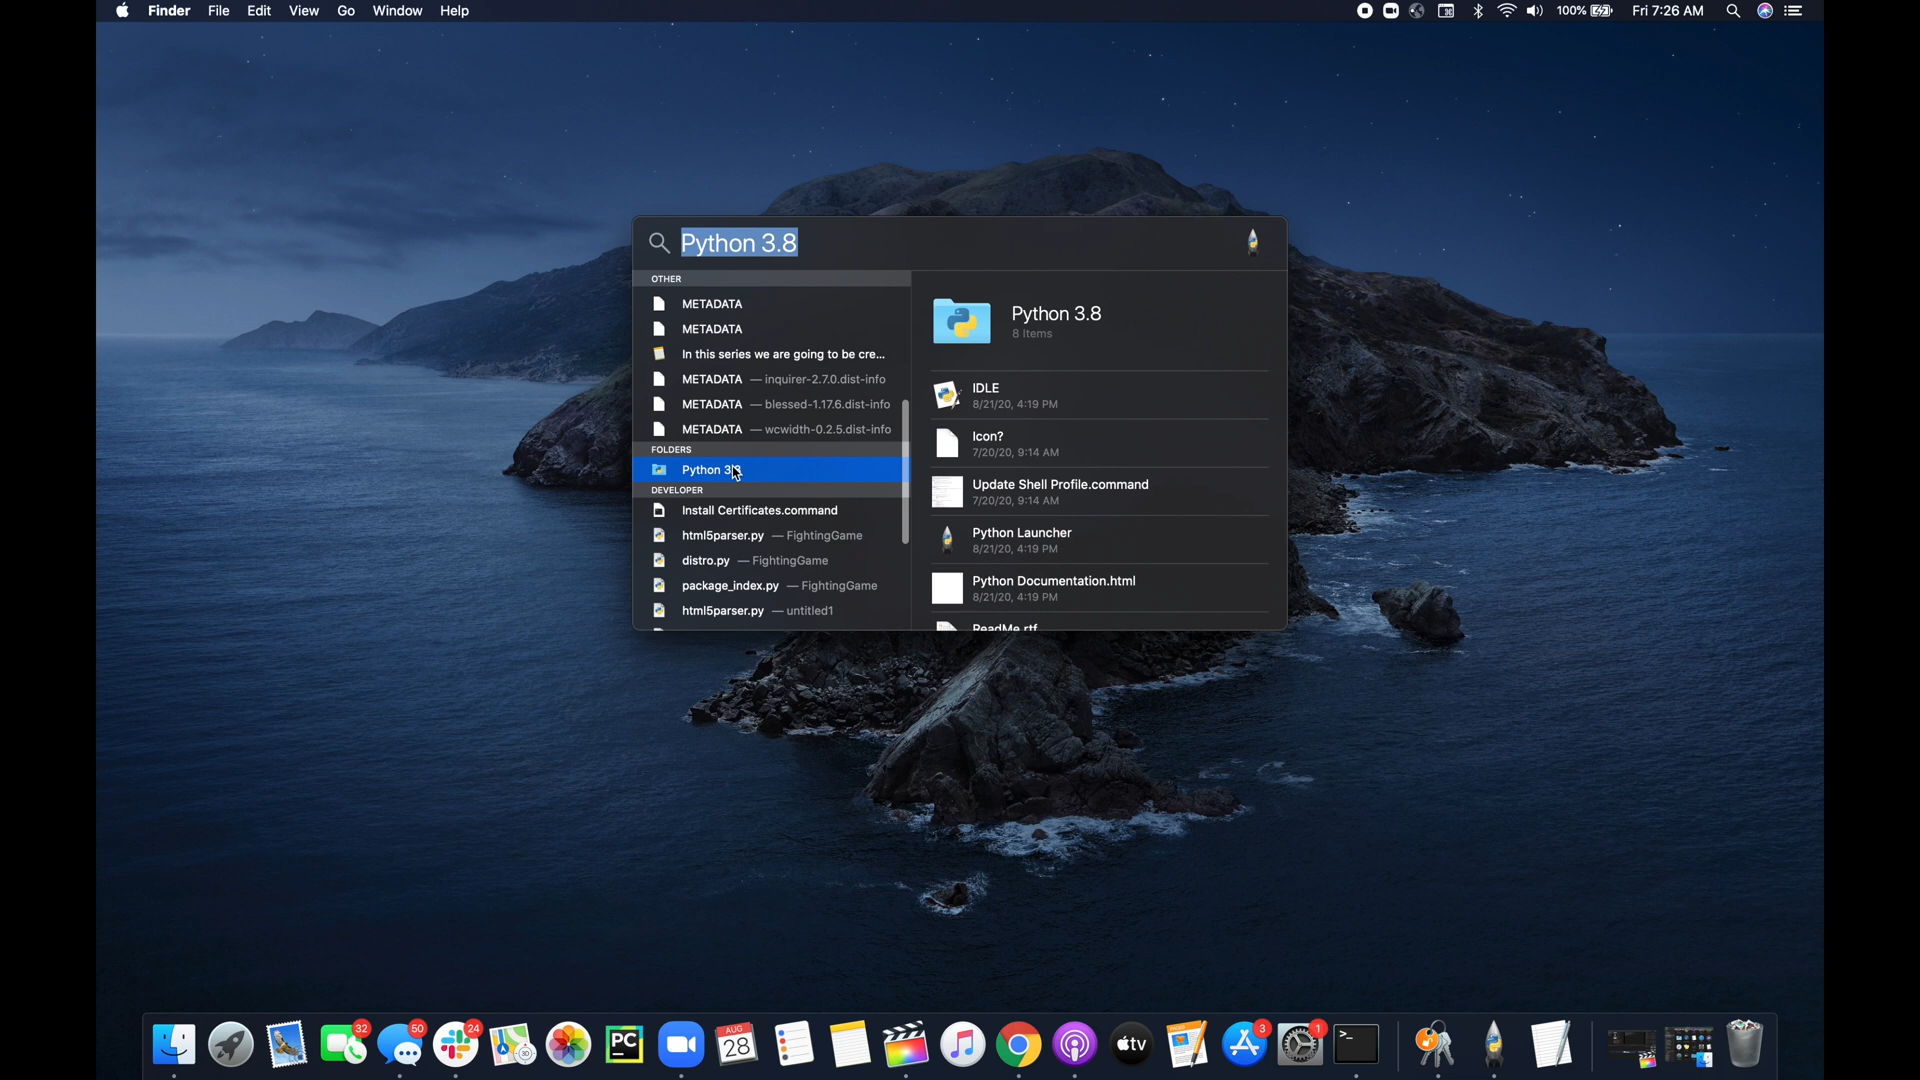 Finder File Edit View Go Window Help 100% Fri 7:26 AM
Python 3.8
OTHER
METADATA
METADATA
In this series we are going to be cre...
METADATA — inquirer-2.7.0.dist-info
METADATA — blessed-1.17.6.dist-info
METADATA — wcwidth-0.2.5.dist-info
FOLDERS
Python 3.8
DEVELOPER
Install Certificates.command
html5parser.py — FightingGame
distro.py — FightingGame
package_index.py — FightingGame
html5parser.py — untitled1
Python 3.8
8 Items
IDLE
8/21/20, 4:19 PM
Icon?
7/20/20, 9:14 AM
Update Shell Profile.command
7/20/20, 9:14 AM
Python Launcher
8/21/20, 4:19 PM
Python Documentation.html
8/21/20, 4:19 PM
ReadMe.rtf
32 50 24 3D PC AUG 28 tv 3 1 >_